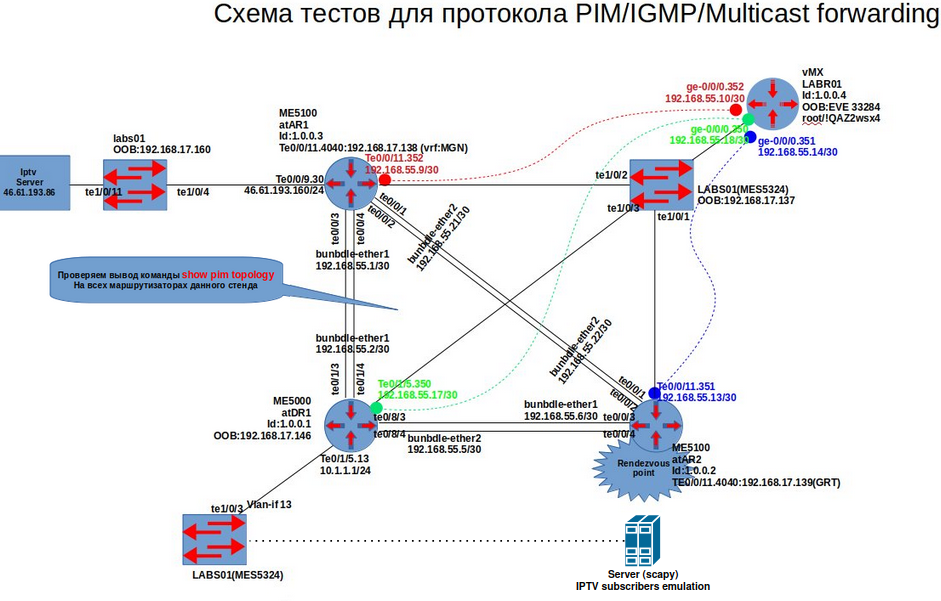 Схема тестов для протокола PIM/IGMP/Multicast forwarding
vMX
LABR01
Id:1.0.0.4
OOB:EVE 33284
root/!QAZ2wsx4
ge-0/0/0.352
192.168.55.10/30
ge-0/0/0.350
192.168.55.18/30
ge-0/0/0.351
192.168.55.14/30
ME5100
atAR1
Id:1.0.0.3
Te0/0/11.4040:192.168.17.138 (vrf:MGN)
Te0/0/11.352
192.168.55.9/30
labs01
OOB:192.168.17.160
Iptv
Server
46.61.193.86
te1/0/11
te1/0/4
Te0/0/9.30
46.61.193.160/24
te1/0/2
LABS01(MES5324)
OOB:192.168.17.137
te1/0/3
te1/0/1
te0/0/1
te0/0/2
te0/0/3
te0/0/4
bunbdle-ether2
192.168.55.21/30
bunbdle-ether1
192.168.55.1/30
Проверяем вывод команды show pim topology
На всех маршрутизаторах данного стенда
bunbdle-ether1
192.168.55.2/30
bunbdle-ether2
192.168.55.22/30
te0/1/3
te0/1/4
te0/0/1
te0/0/2
Te0/1/5.350
192.168.55.17/30
Te0/0/11.351
192.168.55.13/30
ME5000
atDR1
Id:1.0.0.1
OOB:192.168.17.146
te0/8/3
te0/8/4
bunbdle-ether1
192.168.55.6/30
te0/0/3
te0/0/4
bunbdle-ether2
192.168.5.5/30
Te0/1/5.13
10.1.1.1/24
Rendezvous
point
ME5100
atAR2
Id:1.0.0.2
TE0/0/11.4040:192.168.17.139(GRT)
te1/0/3
Vlan-if 13
LABS01(MES5324)
Server (scapy)
IPTV subscribers emulation